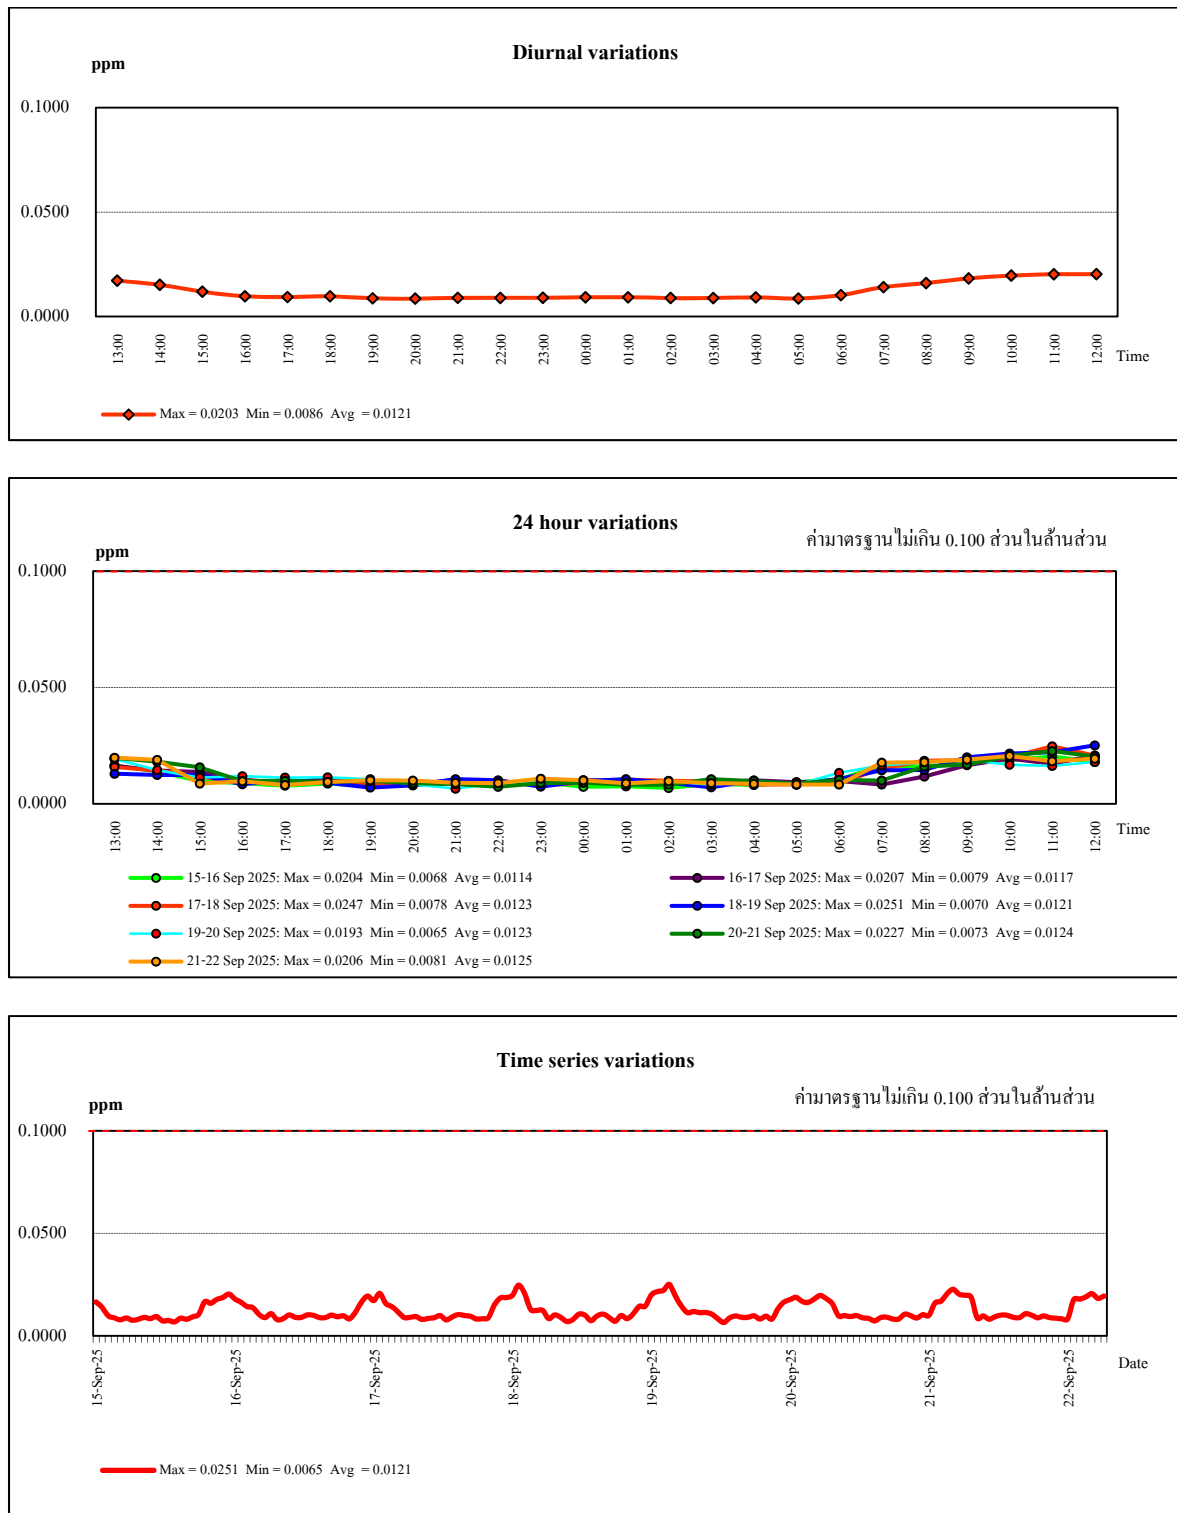 Diurnal variations
ppm
0.1000
0.0500
0.0000
13:00 14:00 15:00 16:00 17:00 18:00 19:00 20:00 21:00 22:00 23:00 00:00 01:00 02:00 03:00 04:00 05:00 06:00 07:00 08:00 09:00 10:00 11:00 12:00 Time
Max = 0.0203 Min = 0.0086 Avg = 0.0121
24 hour variations
ค่ามาตรฐานไม่เกิน 0.100 ส่วนในล้านส่วน
ppm
0.1000
0.0500
0.0000
13:00 14:00 15:00 16:00 17:00 18:00 19:00 20:00 21:00 22:00 23:00 00:00 01:00 02:00 03:00 04:00 05:00 06:00 07:00 08:00 09:00 10:00 11:00 12:00 Time
15-16 Sep 2025: Max = 0.0204 Min = 0.0068 Avg = 0.0114
16-17 Sep 2025: Max = 0.0207 Min = 0.0079 Avg = 0.0117
17-18 Sep 2025: Max = 0.0247 Min = 0.0078 Avg = 0.0123
18-19 Sep 2025: Max = 0.0251 Min = 0.0070 Avg = 0.0121
19-20 Sep 2025: Max = 0.0193 Min = 0.0065 Avg = 0.0123
20-21 Sep 2025: Max = 0.0227 Min = 0.0073 Avg = 0.0124
21-22 Sep 2025: Max = 0.0206 Min = 0.0081 Avg = 0.0125
Time series variations
ค่ามาตรฐานไม่เกิน 0.100 ส่วนในล้านส่วน
ppm
0.1000
0.0500
0.0000
15-Sep-25 16-Sep-25 17-Sep-25 18-Sep-25 19-Sep-25 20-Sep-25 21-Sep-25 22-Sep-25 Date
Max = 0.0251 Min = 0.0065 Avg = 0.0121